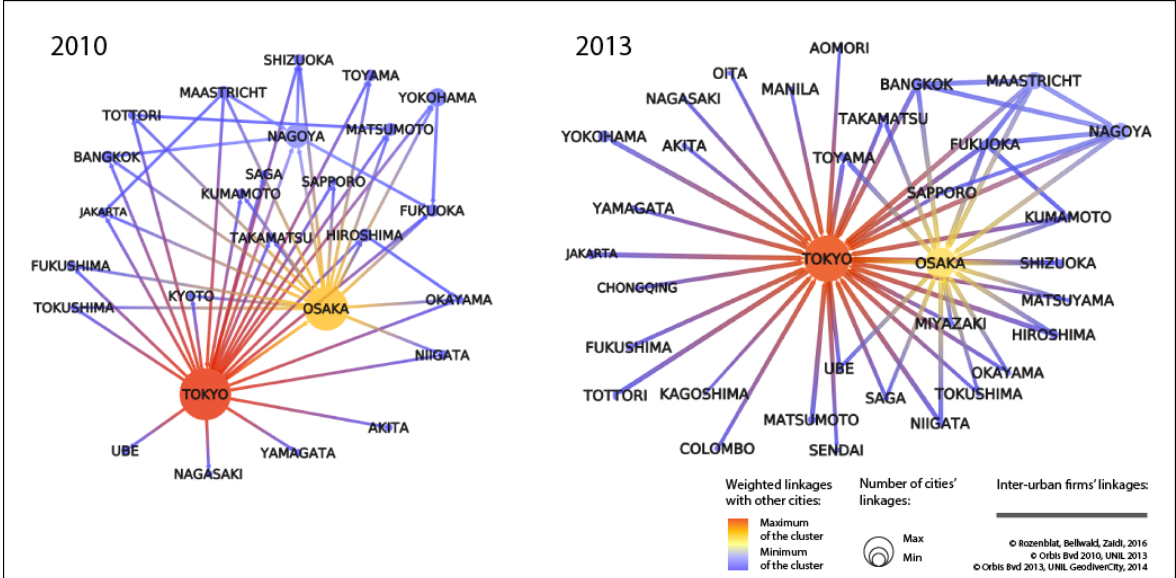 2010
SHIZUOKA
TOYAMA
MAASTRICHT
YOKOHAMA
TOTTORI
MATSUMOTO
NAGOYA
BANGKOK
SAGA
SAPPORO
KUMAMOTO
JAKARTA
FUKUOKA
TAKAMATSU
HIROSHIMA
FUKUSHIMA
KYOTO
OKAYAMA
TOKUSHIMA
OSAKA
NIIGATA
TOKYO
AKITA
UBE
YAMAGATA
NAGASAKI
2013
AOMORI
OITA
MANILA
BANGKOK
MAASTRICHT
NAGASAKI
TAKAMATSU
NAGOYA
YOKOHAMA
AKITA
FUKUOKA
TOYAMA
SAPPORO
YAMAGATA
KUMAMOTO
JAKARTA
TOKYO
OSAKA
SHIZUOKA
CHONGQING
MATSUYAMA
MIYAZAKI
HIROSHIMA
FUKUSHIMA
UBE
OKAYAMA
TOTTORI
KAGOSHIMA
SAGA
TOKUSHIMA
MATSUMOTO
NIIGATA
COLOMBO
SENDAI
Weighted linkages
with other cities:
Maximum
of the cluster
Minimum
of the cluster
Number of cities'
linkages:
Max
Min
Inter-urban firms' linkages:
© Rozenblat, Bellwald, Zaidi, 2016
© Orbis Bvd 2010, UNIL 2013
© Orbis Bvd 2013, UNIL GeodiverCity, 2014